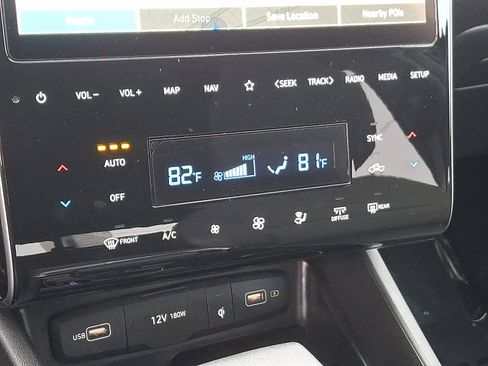 Add Stop Save Location Nearby POIs
VOL− VOL+ MAP NAV <SEEK TRACK> RADIO MEDIA SETUP
HIGH
AUTO 82°F 81°F SYNC
OFF
FRONT A/C DIFFUSE REAR
USB 12V 180W